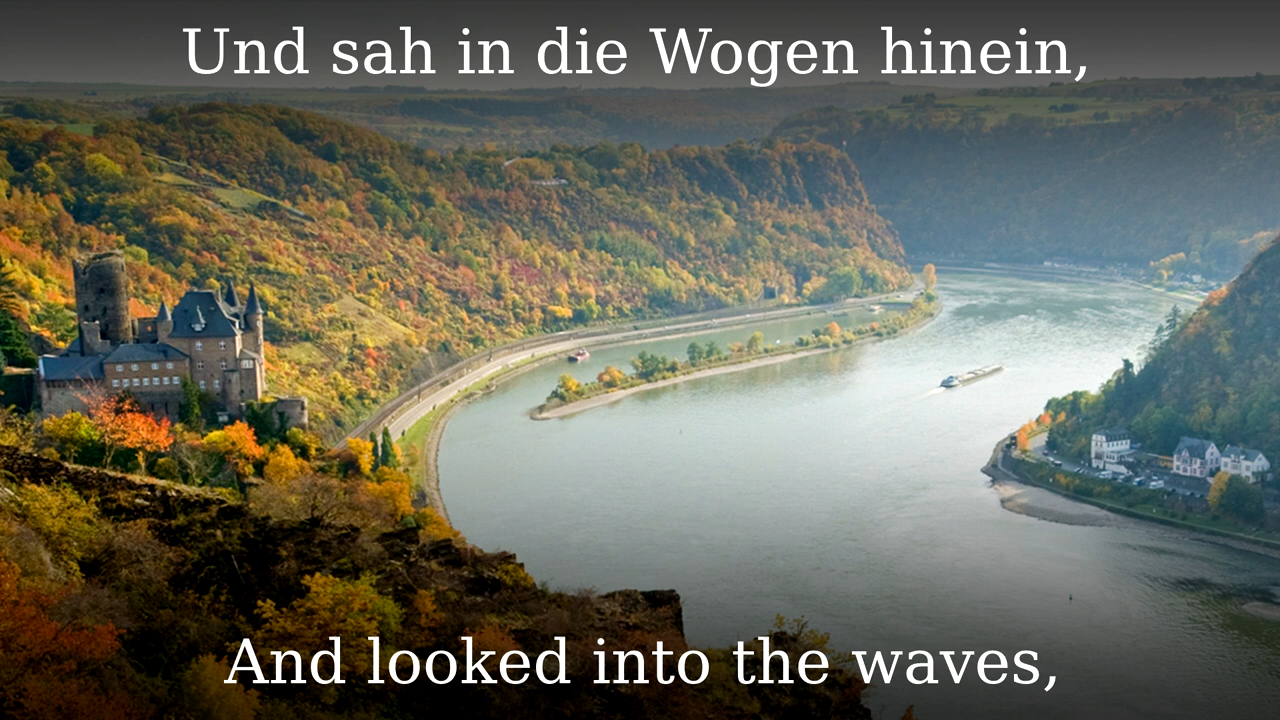 Und sah in die Wogen hinein,
And looked into the waves,